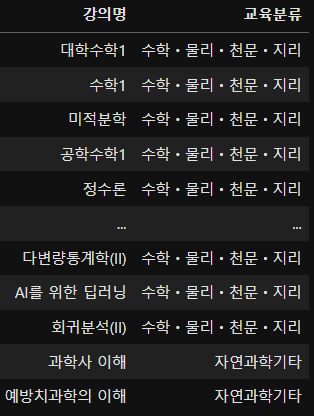 강의명 교육분류
대학수학1 수학・물리・천문・지리
수학1 수학・물리・천문・지리
미적분학 수학・물리・천문・지리
공학수학1 수학・물리・천문・지리
정수론 수학・물리・천문・지리
... ...
다변량통계학(II) 수학・물리・천문・지리
AI를 위한 딥러닝 수학・물리・천문・지리
회귀분석(II) 수학・물리・천문・지리
과학사 이해 자연과학기타
예방치과학의 이해 자연과학기타